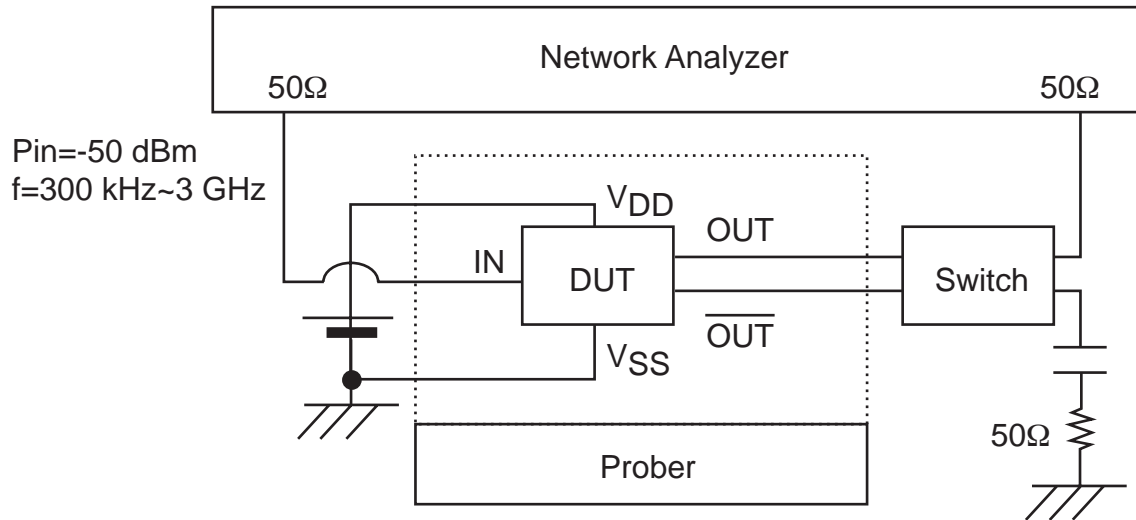 Network Analyzer
50Ω
50Ω
Pin=-50 dBm
f=300 kHz~3 GHz
VDD
OUT
IN
DUT
Switch
OUT
VSS
50Ω
Prober